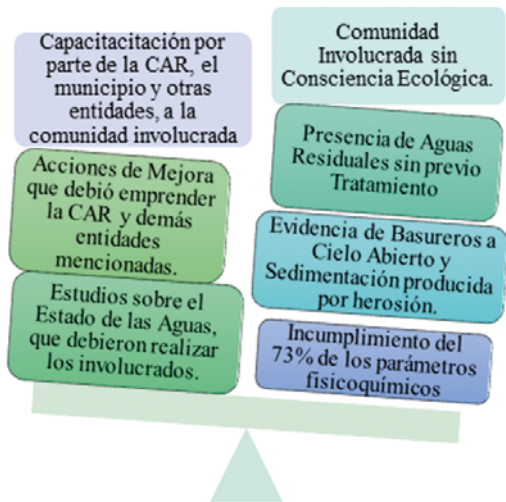 Capacitacitación por
parte de la CAR, el
municipio y otras
entidades, a la
comunidad involucrada
Acciones de Mejora
que debió emprender
la CAR y demás
entidades
mencionadas.
Estudios sobre el
Estado de las Aguas,
que debieron realizar
los involucrados.
Comunidad
Involucrada sin
Consciencia Ecológica.
Presencia de Aguas
Residuales sin previo
Tratamiento
Evidencia de Basureros a
Cielo Abierto y
Sedimentación producida
por herosión.
Incumplimiento del
73% de los parámetros
fisicoquímicos